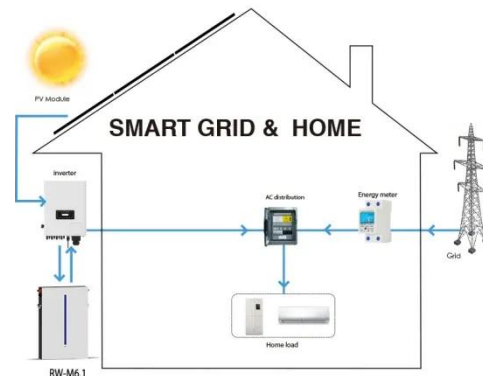 PV Module
SMART GRID & HOME
inverter
AC distribution
Energy meter
Grid
Home load
RW-M6.1